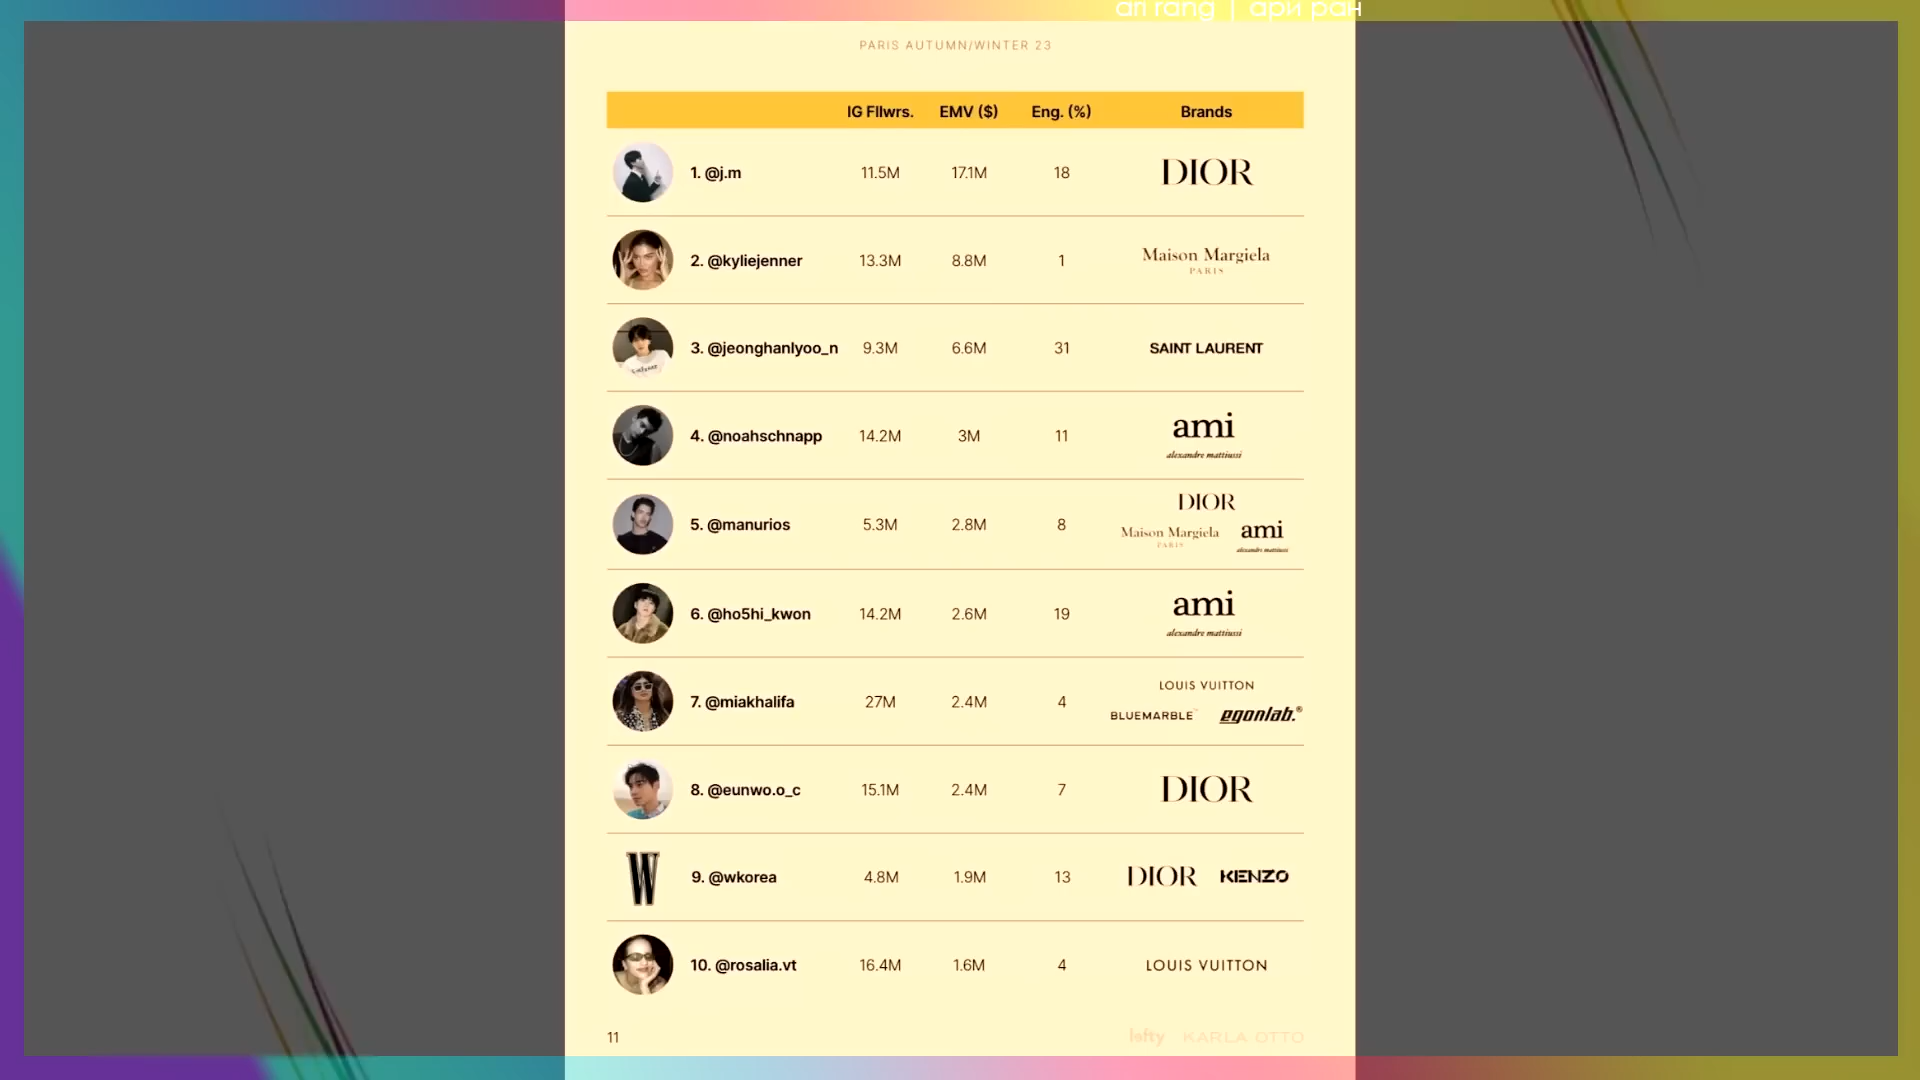 ari rang | ари ран
PARIS AUTUMN/WINTER 23
IG Fllwrs. EMV ($) Eng. (%) Brands
1. @j.m 11.5M 17.1M 18 DIOR
2. @kyliejenner 13.3M 8.8M 1 Maison Margiela
PARIS
3. @jeonghanlyoo_n 9.3M 6.6M 31 SAINT LAURENT
4. @noahschnapp 14.2M 3M 11 ami
alexandre mattiussi
DIOR
5. @manurios 5.3M 2.8M 8 Maison Margiela ami
PARIS alexandre mattiussi
6. @ho5hi_kwon 14.2M 2.6M 19 ami
alexandre mattiussi
LOUIS VUITTON
7. @miakhalifa 27M 2.4M 4 BLUEMARBLE™ egonlab.®
8. @eunwo.o_c 15.1M 2.4M 7 DIOR
W 9. @wkorea 4.8M 1.9M 13 DIOR KENZO
10. @rosalia.vt 16.4M 1.6M 4 LOUIS VUITTON
11 lefty KARLA OTTO